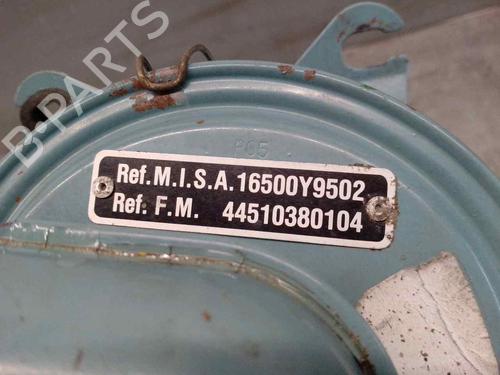 B-PARTS
P05
Ref. M.I.S.A. 16500Y9502
Ref. F.M. 44510380104